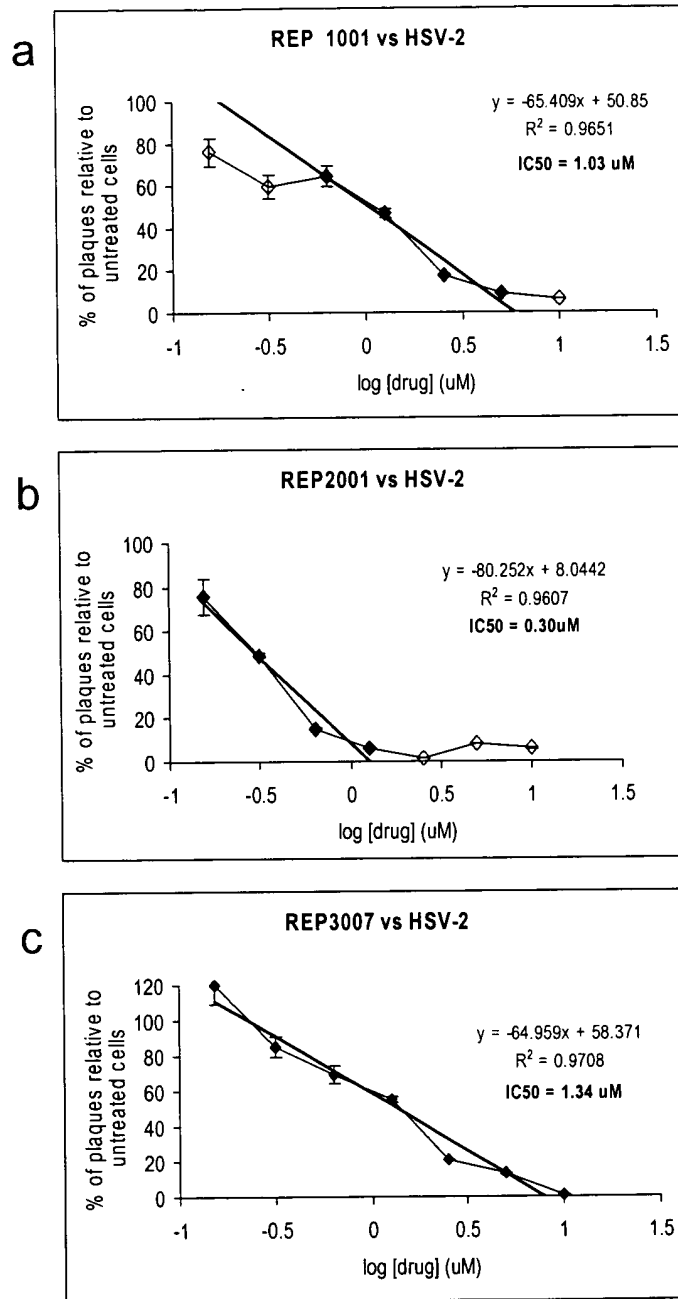 a
REP 1001 vs HSV-2
y = -65.409x + 50.85
R² = 0.9651
IC50 = 1.03 uM
% of plaques relative to
untreated cells
100
80
60
40
20
0
-1 -0.5 0 0.5 1 1.5
log [drug] (uM)
b
REP2001 vs HSV-2
y = -80.252x + 8.0442
R² = 0.9607
IC50 = 0.30uM
% of plaques relative to
untreated cells
100
80
60
40
20
0
-1 -0.5 0 0.5 1 1.5
log [drug] (uM)
c
REP3007 vs HSV-2
y = -64.959x + 58.371
R² = 0.9708
IC50 = 1.34 uM
% of plaques relative to
untreated cells
120
100
80
60
40
20
0
-1 -0.5 0 0.5 1 1.5
log [drug] (uM)